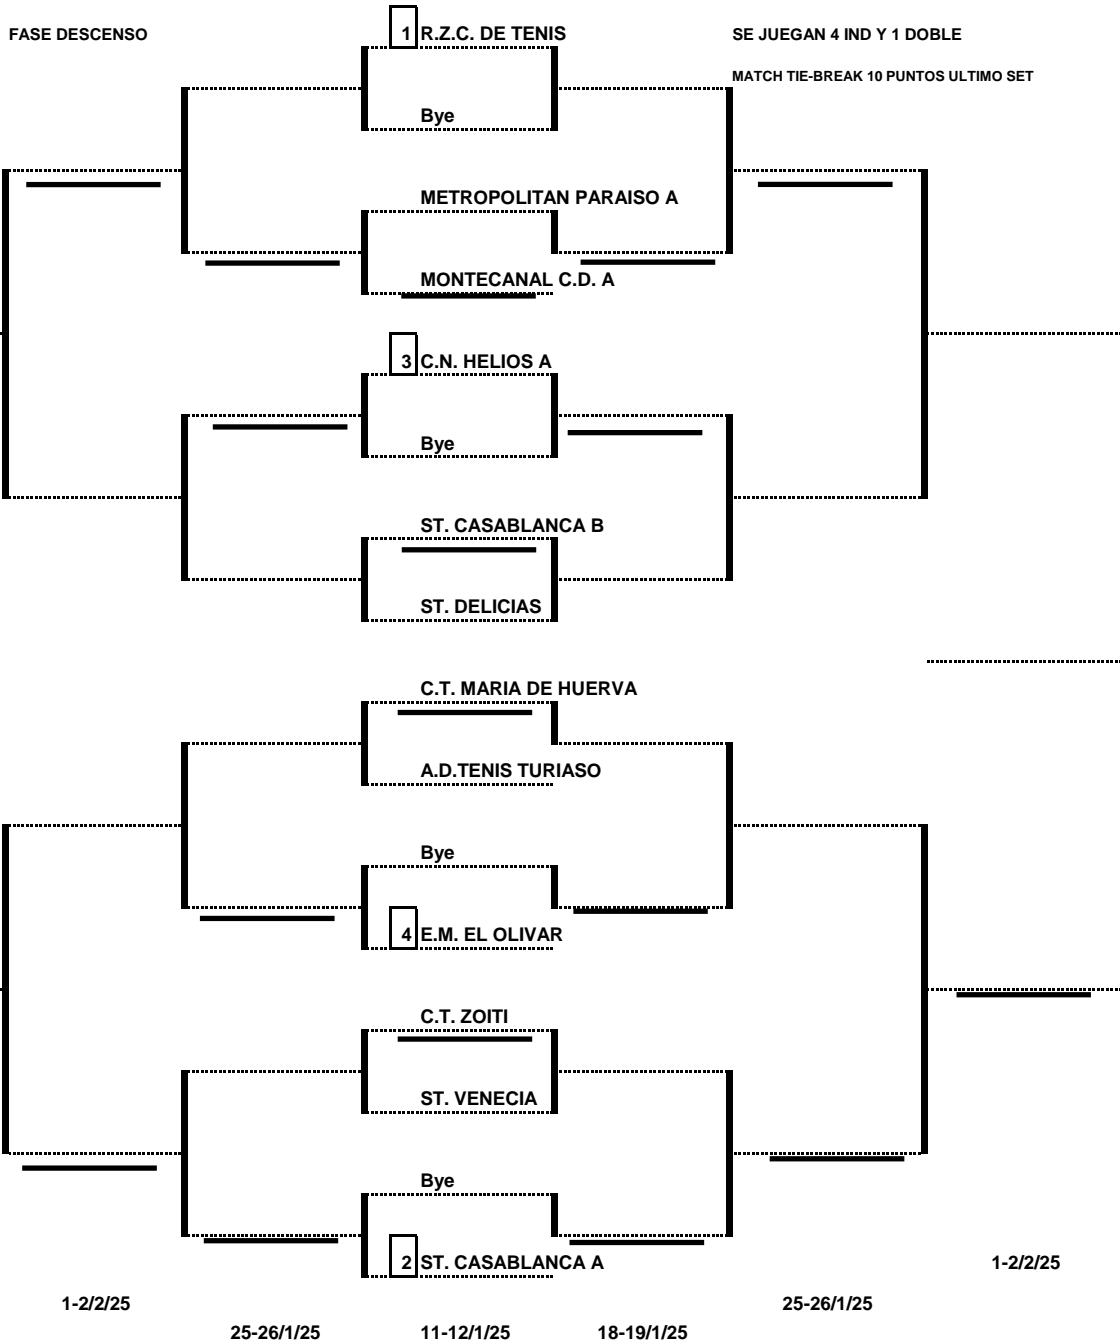 FASE DESCENSO
1 R.Z.C. DE TENIS
SE JUEGAN 4 IND Y 1 DOBLE
MATCH TIE-BREAK 10 PUNTOS ULTIMO SET
Bye
METROPOLITAN PARAISO A
MONTECANAL C.D. A
3 C.N. HELIOS A
Bye
ST. CASABLANCA B
ST. DELICIAS
C.T. MARIA DE HUERVA
A.D.TENIS TURIASO
Bye
4 E.M. EL OLIVAR
C.T. ZOITI
ST. VENECIA
Bye
2 ST. CASABLANCA A
1-2/2/25
1-2/2/25
25-26/1/25
25-26/1/25
11-12/1/25
18-19/1/25